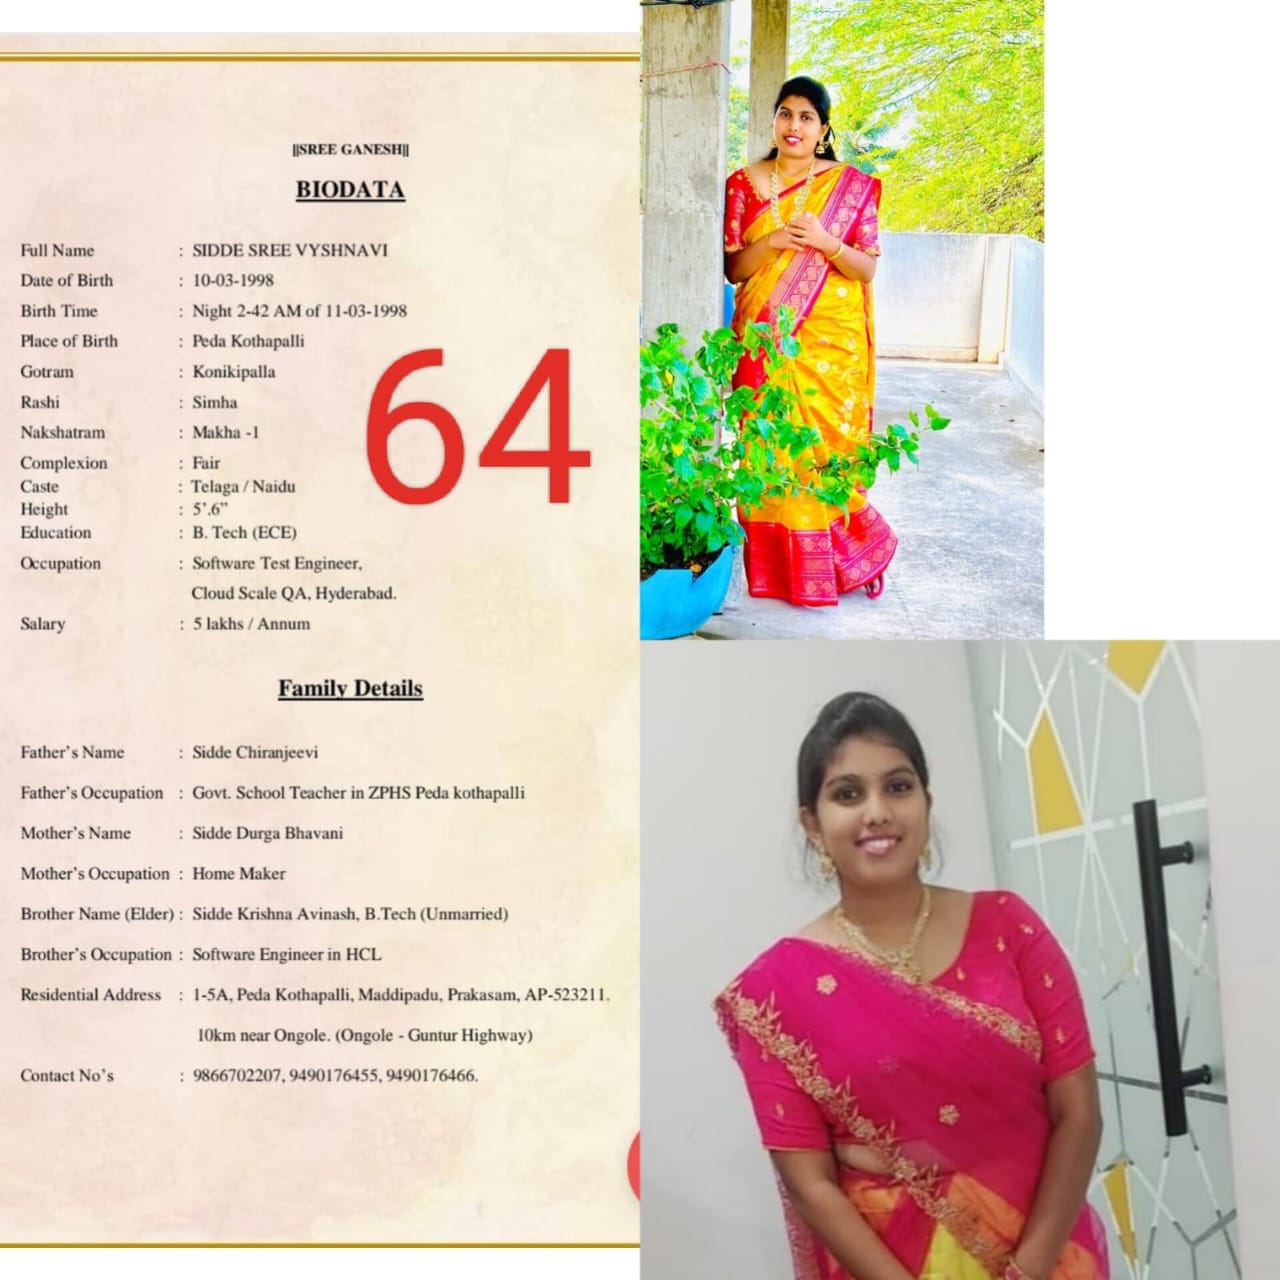 ||SREE GANESH||
BIODATA
Full Name : SIDDE SREE VYSHNAVI
Date of Birth : 10-03-1998
Birth Time : Night 2-42 AM of 11-03-1998
Place of Birth : Peda Kothapalli
Gotram : Konikipalla
Rashi : Simha
Nakshatram : Makha -1
Complexion : Fair
Caste : Telaga / Naidu
Height : 5’.6”
Education : B. Tech (ECE)
Occupation : Software Test Engineer,
Cloud Scale QA, Hyderabad.
Salary : 5 lakhs / Annum
64
Family Details
Father’s Name : Sidde Chiranjeevi
Father’s Occupation : Govt. School Teacher in ZPHS Peda kothapalli
Mother’s Name : Sidde Durga Bhavani
Mother’s Occupation : Home Maker
Brother Name (Elder) : Sidde Krishna Avinash, B.Tech (Unmarried)
Brother’s Occupation : Software Engineer in HCL
Residential Address : 1-5A, Peda Kothapalli, Maddipadu, Prakasam, AP-523211.
10km near Ongole. (Ongole - Guntur Highway)
Contact No’s : 9866702207, 9490176455, 9490176466.